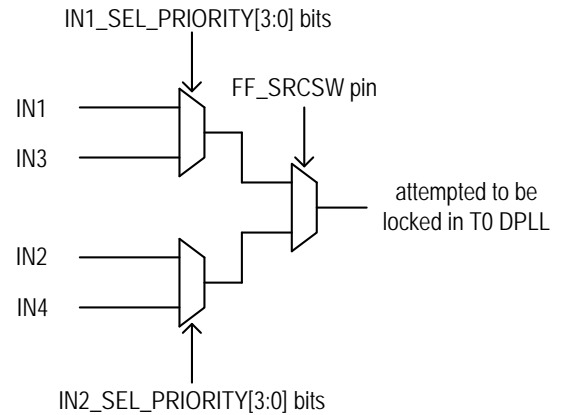 IN1_SEL_PRIORITY[3:0] bits
FF_SRCSW pin
IN1
IN3
attempted to be
locked in T0 DPLL
IN2
IN4
IN2_SEL_PRIORITY[3:0] bits